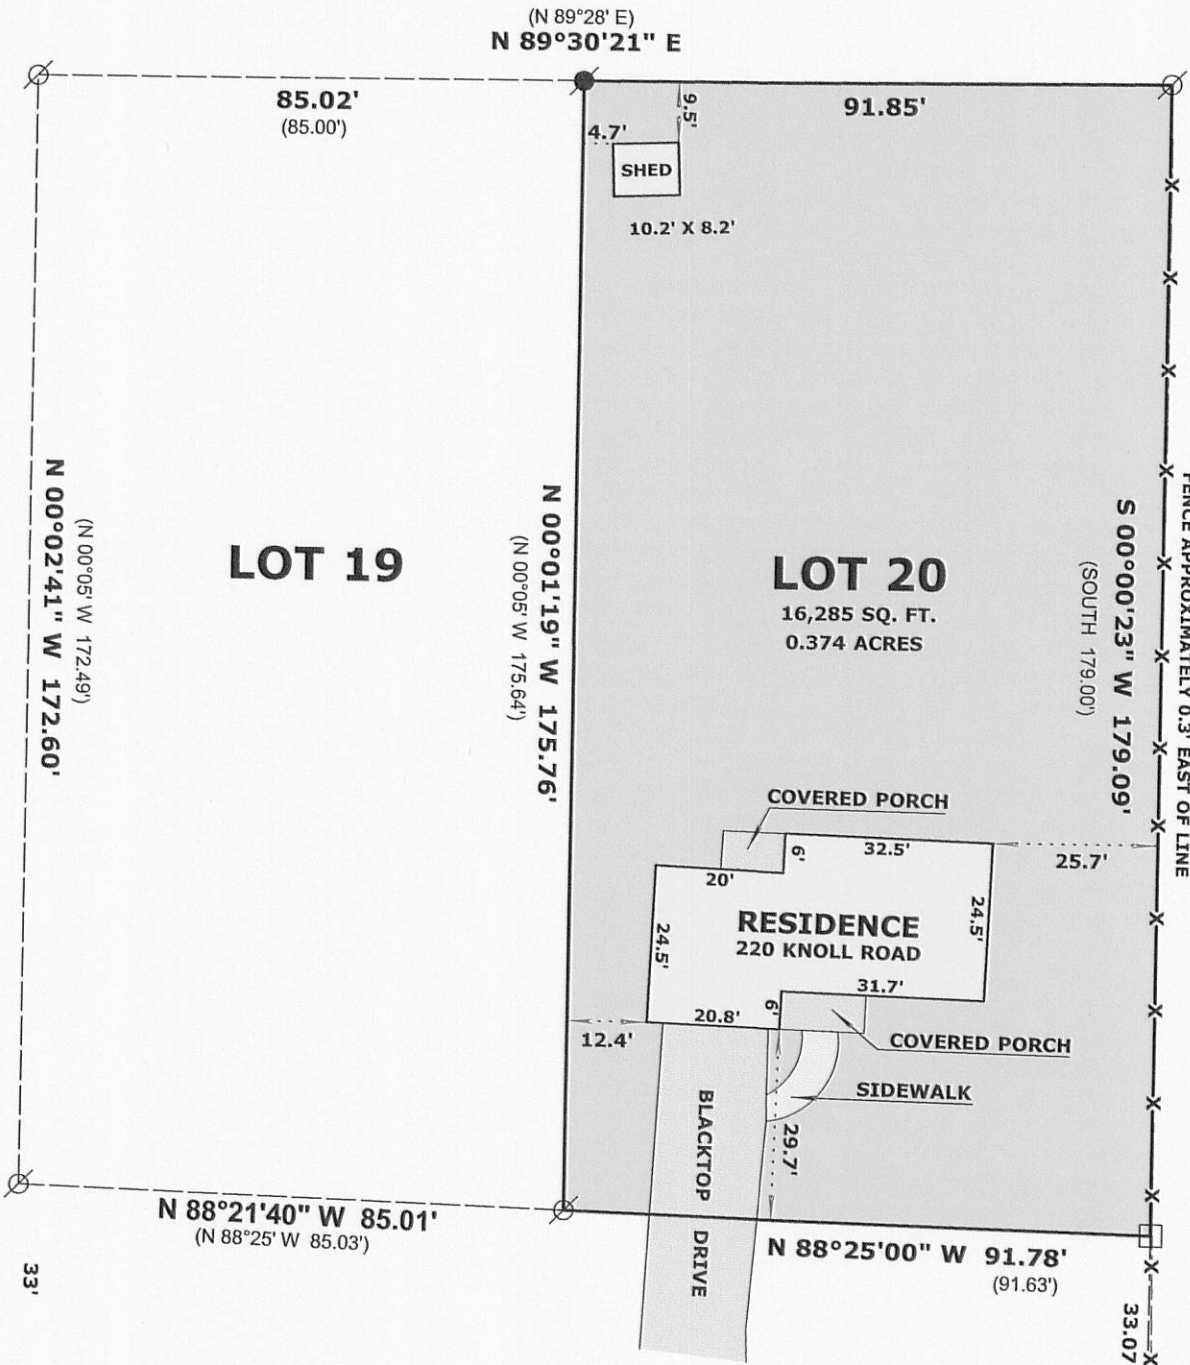 (N 89°28' E)
N 89°30'21" E
85.02'
(85.00')
91.85'
9.5'
4.7'
SHED
10.2' X 8.2'
FENCE APPROXIMATELY 0.3' EAST OF LINE
S 00°00'23" W 179.09'
(SOUTH 179.00')
N 00°02'41" W 172.60'
(N 00°05' W 172.49')
LOT 19
N 00°01'19" W 175.76'
(N 00°05' W 175.64')
LOT 20
16,285 SQ. FT.
0.374 ACRES
COVERED PORCH
6'
32.5'
25.7'
20'
24.5'
RESIDENCE
220 KNOLL ROAD
24.5'
31.7'
20.8'
6'
12.4'
COVERED PORCH
SIDEWALK
29.7'
BLACKTOP DRIVE
N 88°21'40" W 85.01'
(N 88°25' W 85.03')
N 88°25'00" W 91.78'
(91.63')
33'
33.07